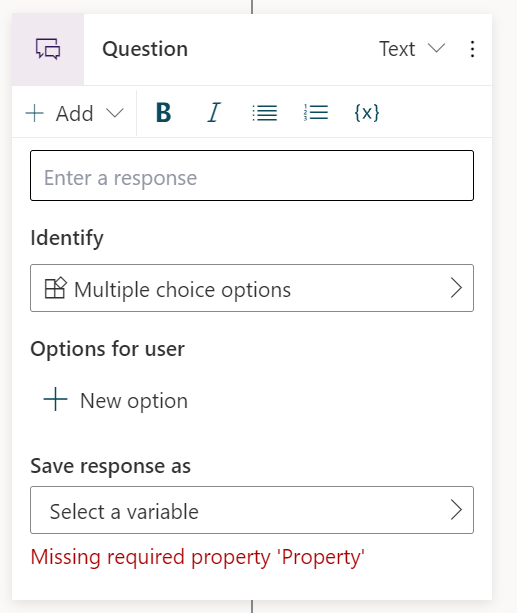 Question Text
Add B I {x}
Enter a response
Identify
Multiple choice options
Options for user
New option
Save response as
Select a variable
Missing required property 'Property'